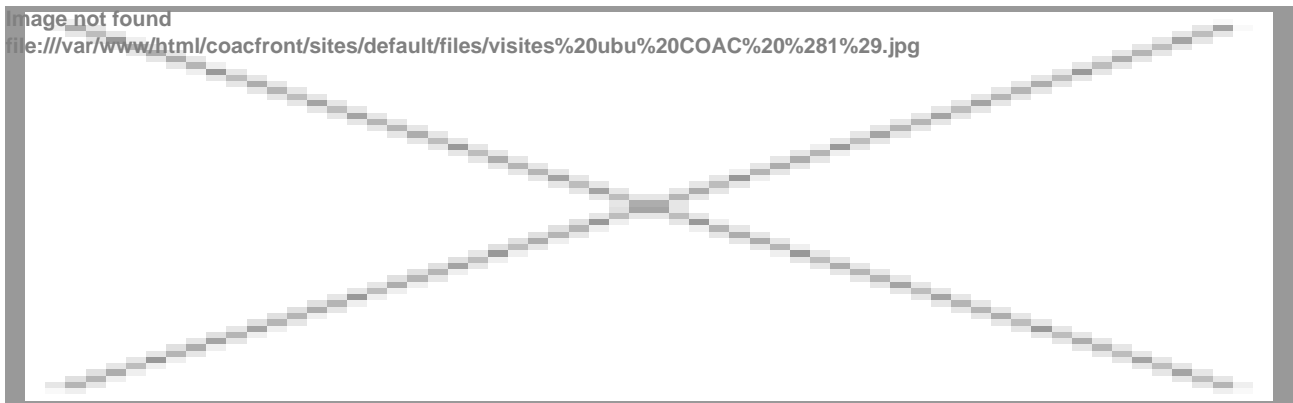 Image not found
file:///var/www/html/coacfront/sites/default/files/visites%20ubu%20COAC%20%281%29.jpg